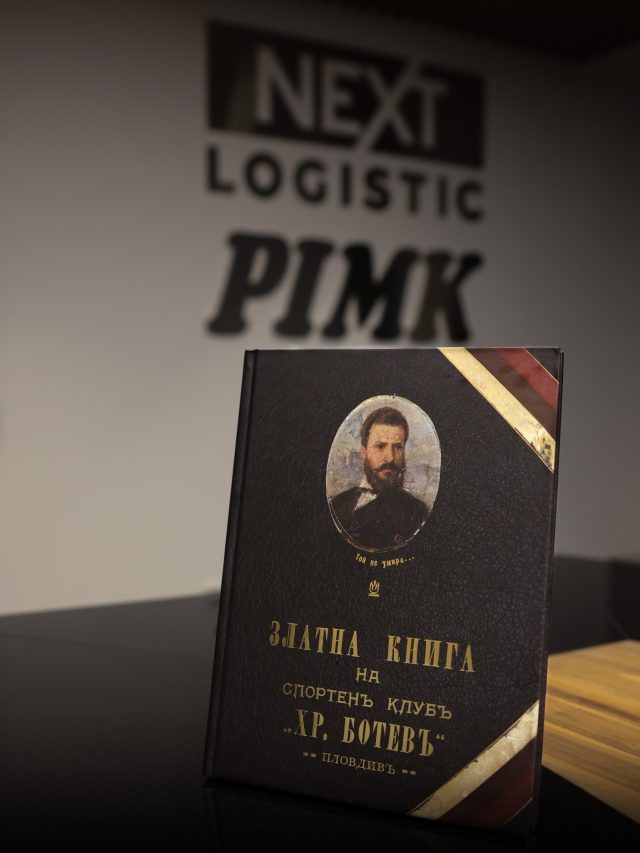 NEXT
LOGISTIC
PIMK
Той не умира...
ЗЛАТНА КНИГА
НА
СПОРТЕНЪ КЛУБЪ
„ХР. БОТЕВЪ“
== ПЛОВДИВЪ ==